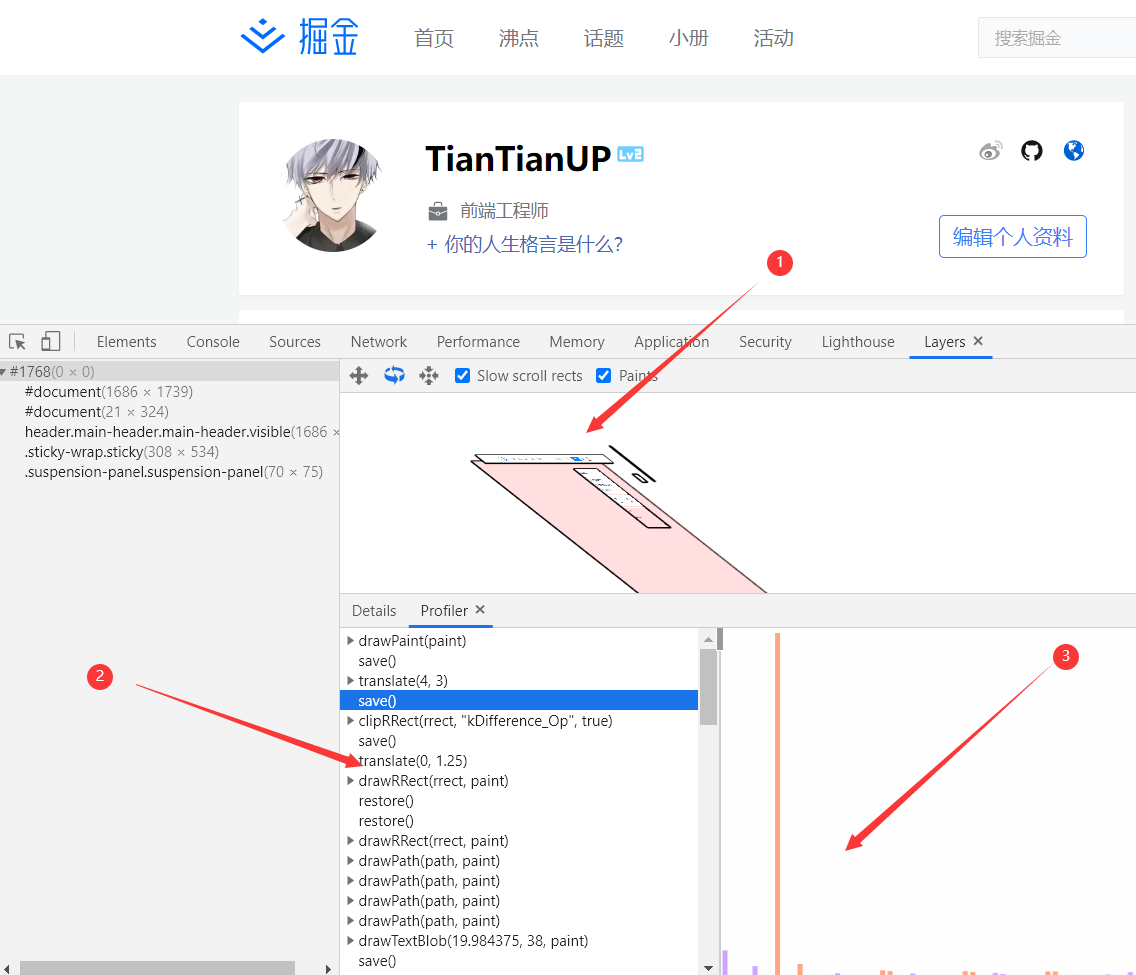 掘金 首页 沸点 话题 小册 活动 搜索掘金
TianTianUP Lv2
前端工程师
+ 你的人生格言是什么?
编辑个人资料
1
Elements Console Sources Network Performance Memory Application Security Lighthouse Layers ✕
#1768(0 × 0)
#document(1686 × 1739)
#document(21 × 324)
header.main-header.main-header.visible(1686 ×
.sticky-wrap.sticky(308 × 534)
.suspension-panel.suspension-panel(70 × 75)
Slow scroll rects Paints
Details Profiler ✕
drawPaint(paint)
save()
translate(4, 3)
save()
clipRRect(rrect, "kDifference_Op", true)
save()
translate(0, 1.25)
drawRRect(rrect, paint)
restore()
restore()
drawRRect(rrect, paint)
drawPath(path, paint)
drawPath(path, paint)
drawPath(path, paint)
drawPath(path, paint)
drawTextBlob(19.984375, 38, paint)
save()
2
3